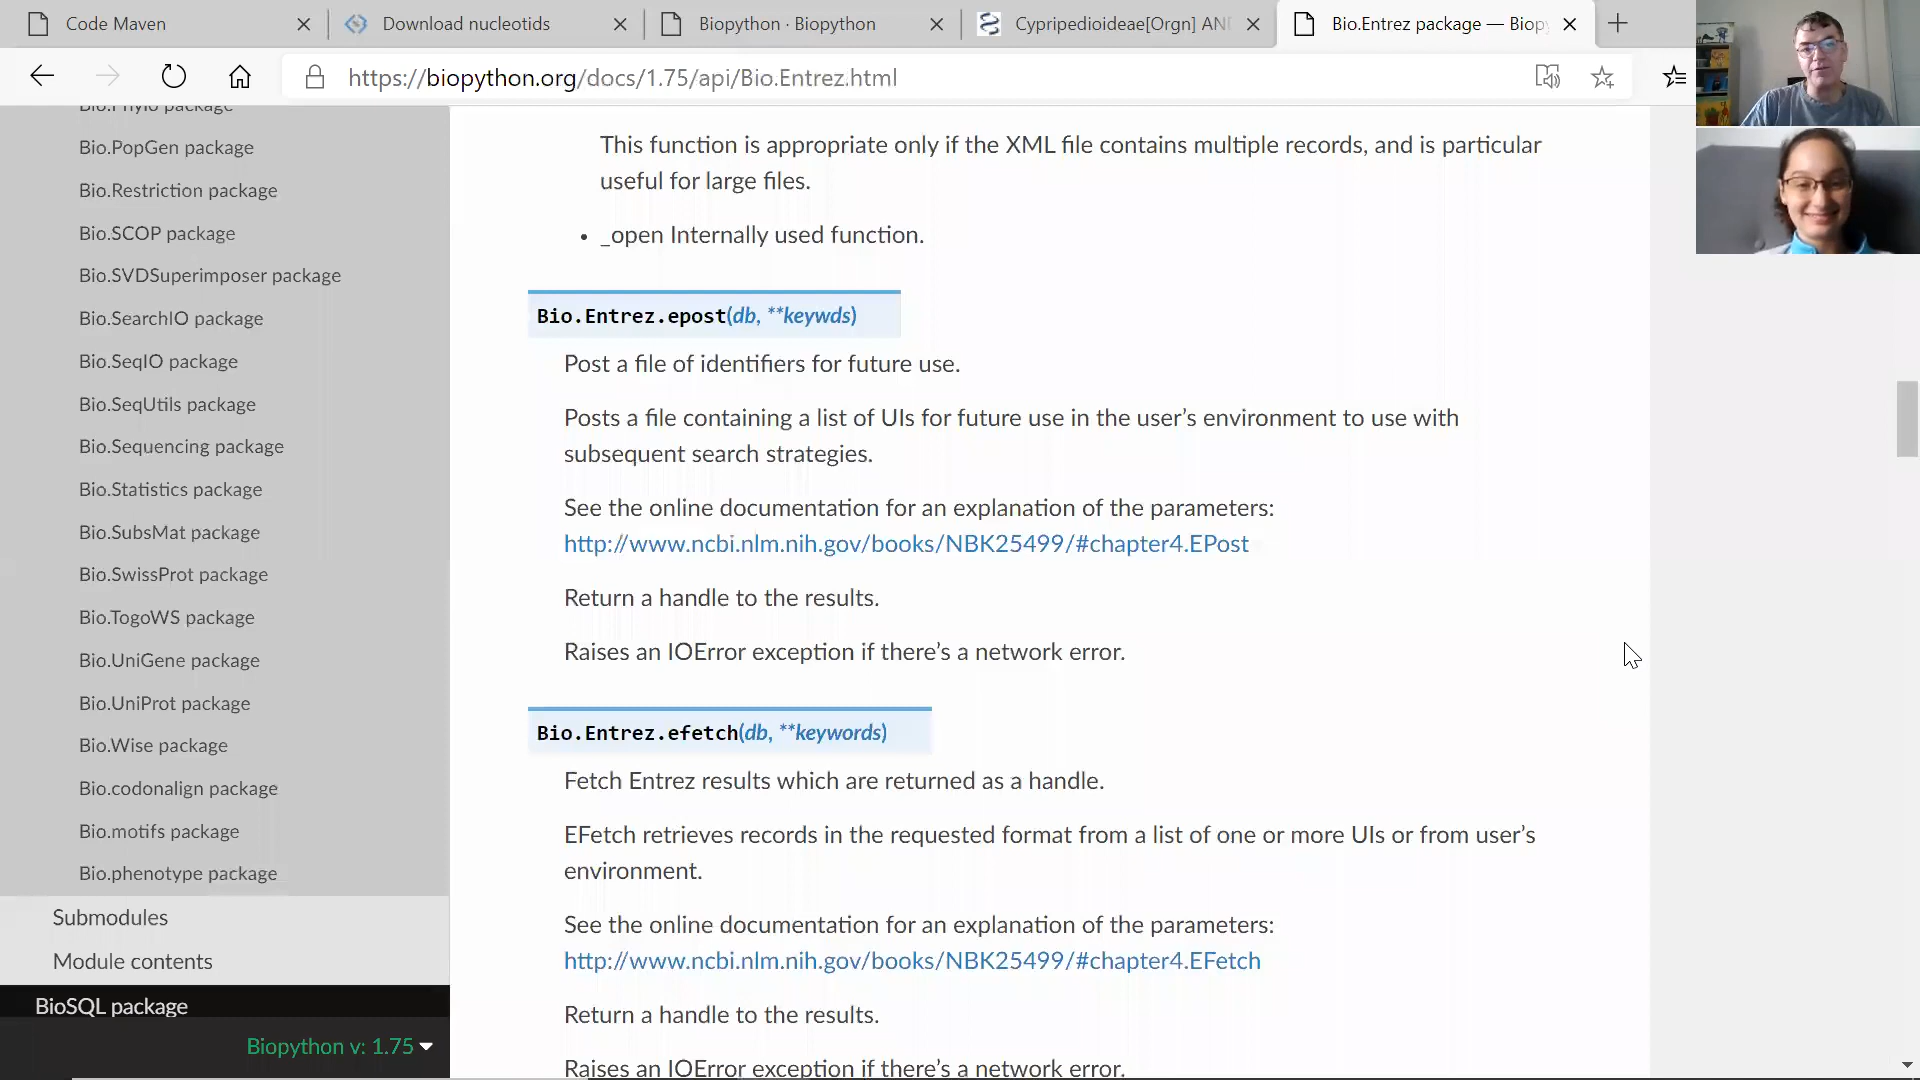 Code Maven
Download nucleotids
Biopython · Biopython
Cypripedioideae[Orgn] AN
Bio.Entrez package — Biopy
https://biopython.org/docs/1.75/api/Bio.Entrez.html
Bio.Phylo package
Bio.PopGen package
Bio.Restriction package
Bio.SCOP package
Bio.SVDSuperimposer package
Bio.SearchIO package
Bio.SeqIO package
Bio.SeqUtils package
Bio.Sequencing package
Bio.Statistics package
Bio.SubsMat package
Bio.SwissProt package
Bio.TogoWS package
Bio.UniGene package
Bio.UniProt package
Bio.Wise package
Bio.codonalign package
Bio.motifs package
Bio.phenotype package
Submodules
Module contents
BioSQL package
Biopython v: 1.75
This function is appropriate only if the XML file contains multiple records, and is particular
useful for large files.
• _open Internally used function.
Bio.Entrez.epost(db, **keywds)
Post a file of identifiers for future use.
Posts a file containing a list of UIs for future use in the user’s environment to use with
subsequent search strategies.
See the online documentation for an explanation of the parameters:
http://www.ncbi.nlm.nih.gov/books/NBK25499/#chapter4.EPost
Return a handle to the results.
Raises an IOError exception if there’s a network error.
Bio.Entrez.efetch(db, **keywords)
Fetch Entrez results which are returned as a handle.
EFetch retrieves records in the requested format from a list of one or more UIs or from user’s
environment.
See the online documentation for an explanation of the parameters:
http://www.ncbi.nlm.nih.gov/books/NBK25499/#chapter4.EFetch
Return a handle to the results.
Raises an IOError exception if there’s a network error.